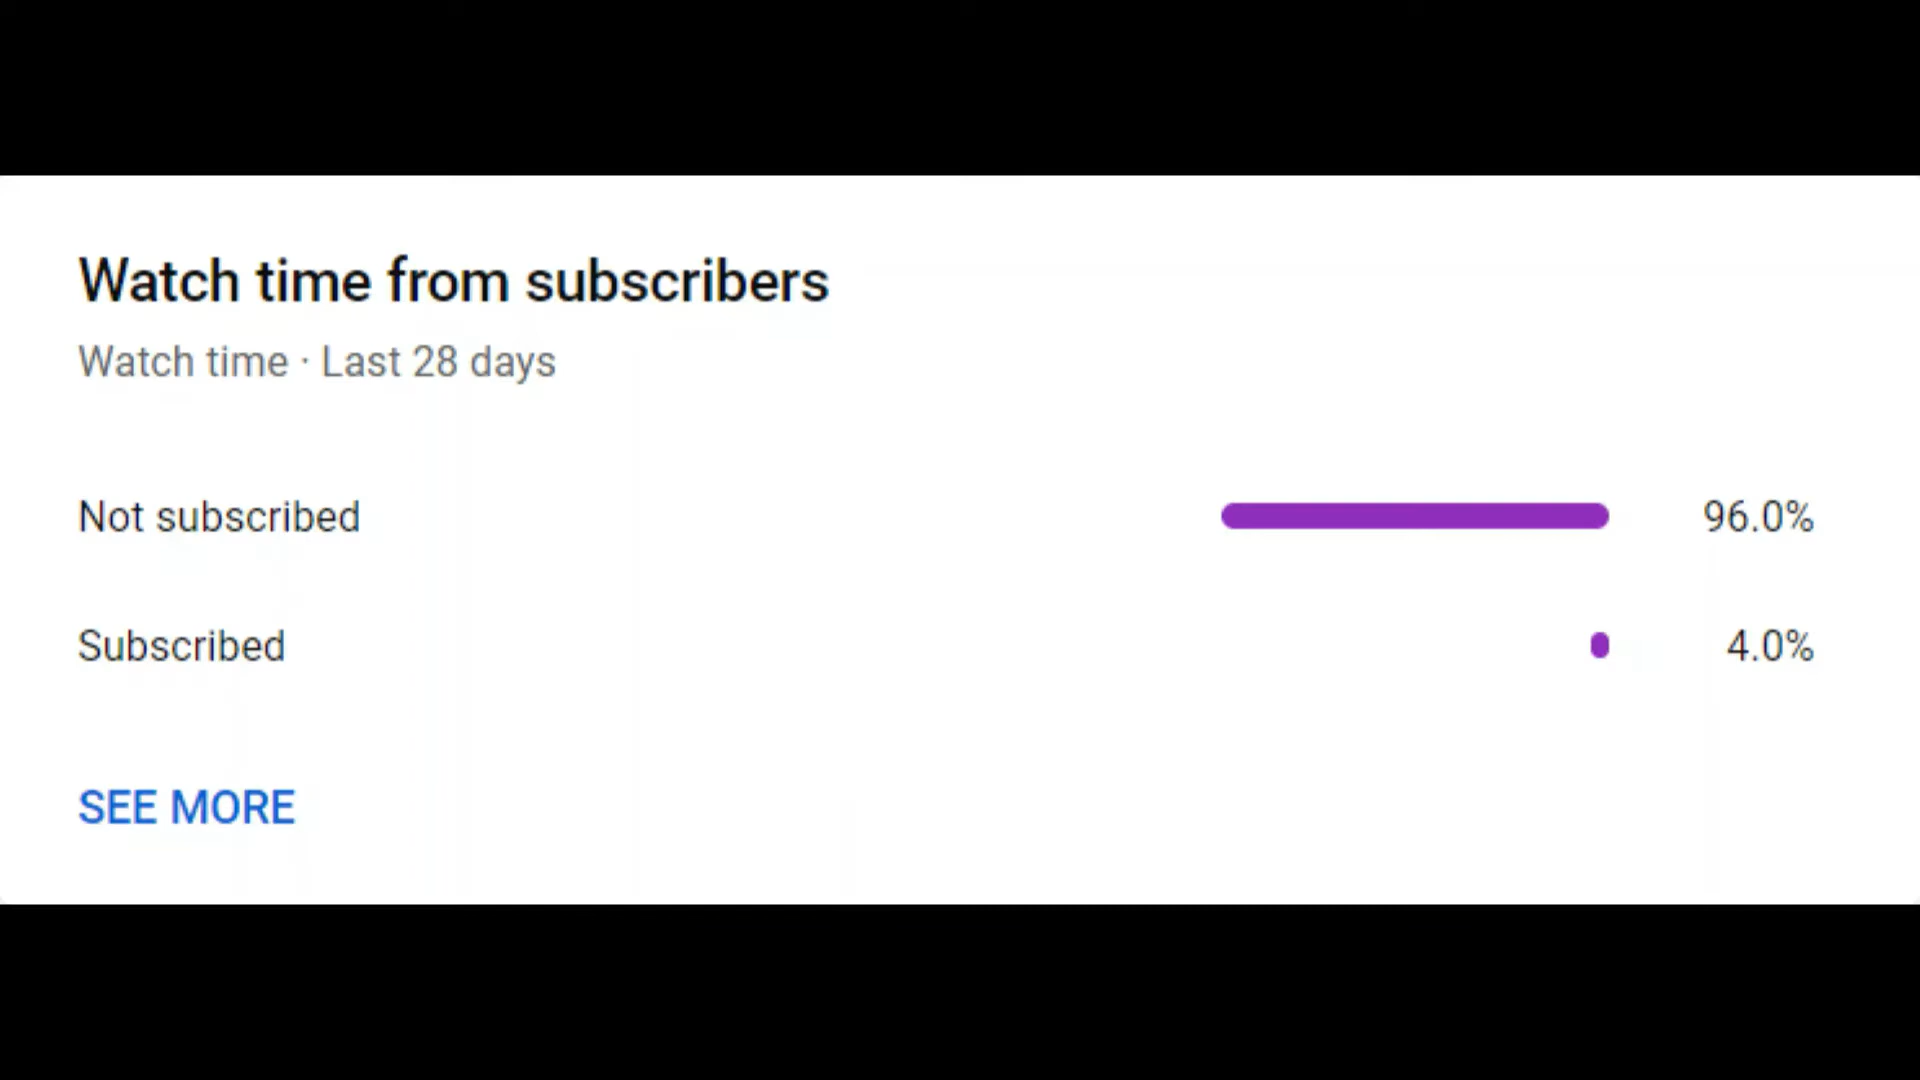 Watch time from subscribers
Watch time · Last 28 days
Not subscribed 96.0%
Subscribed 4.0%
SEE MORE